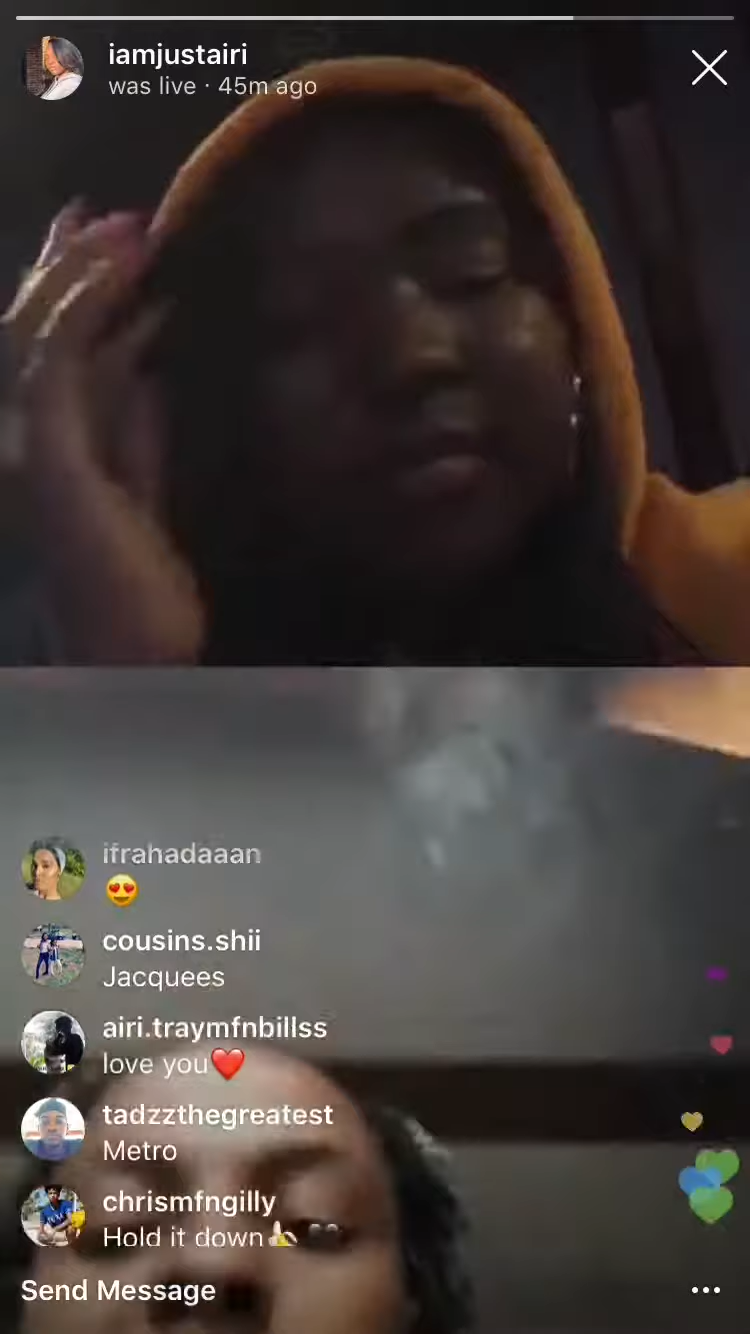 iamjustairi
was live · 45m ago
ifrahadaaan
😍
cousins.shii
Jacquees
airi.traymfnbillss
love you❤️
tadzzthegreatest
Metro
chrismfngilly
Hold it down
Send Message